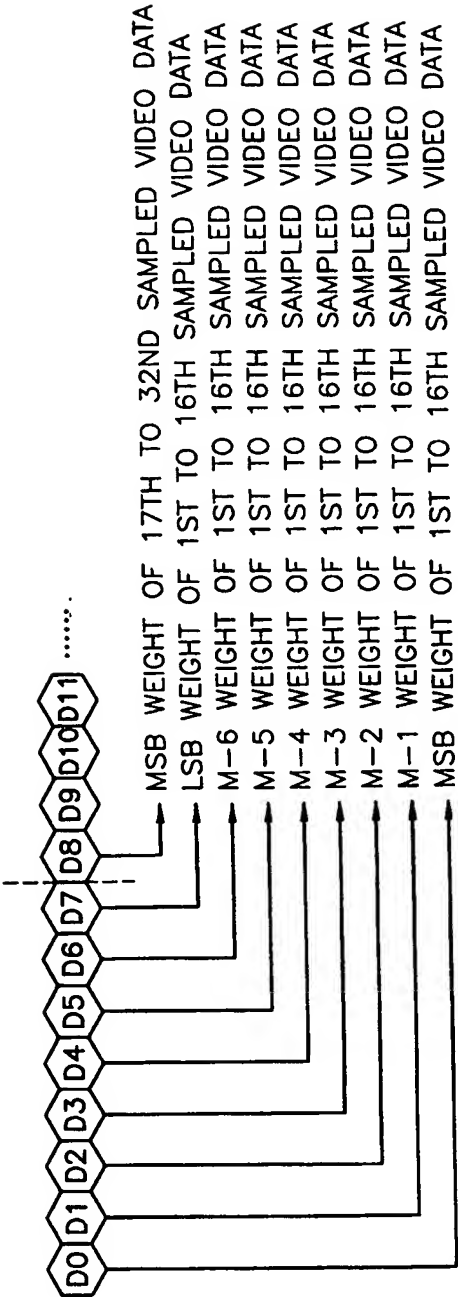 D0 D1 D2 D3 D4 D5 D6 D7 D8 D9 D10 D11 .......
MSB WEIGHT OF 17TH TO 32ND SAMPLED VIDEO DATA
LSB WEIGHT OF 1ST TO 16TH SAMPLED VIDEO DATA
M-6 WEIGHT OF 1ST TO 16TH SAMPLED VIDEO DATA
M-5 WEIGHT OF 1ST TO 16TH SAMPLED VIDEO DATA
M-4 WEIGHT OF 1ST TO 16TH SAMPLED VIDEO DATA
M-3 WEIGHT OF 1ST TO 16TH SAMPLED VIDEO DATA
M-2 WEIGHT OF 1ST TO 16TH SAMPLED VIDEO DATA
M-1 WEIGHT OF 1ST TO 16TH SAMPLED VIDEO DATA
MSB WEIGHT OF 1ST TO 16TH SAMPLED VIDEO DATA